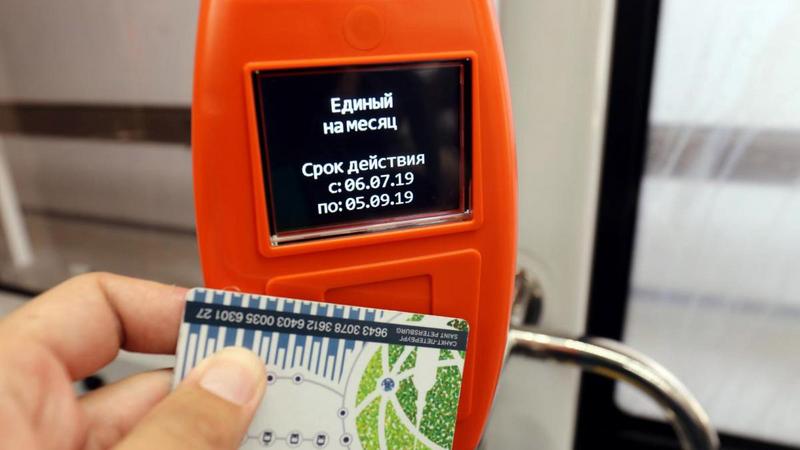 Единый
на месяц
Срок действия
с: 06.07.19
по: 05.09.19
9643 3078 3612 6403 0035 6301 27
САНКТ-ПЕТЕРБУРГ
SAINT PETERSBURG